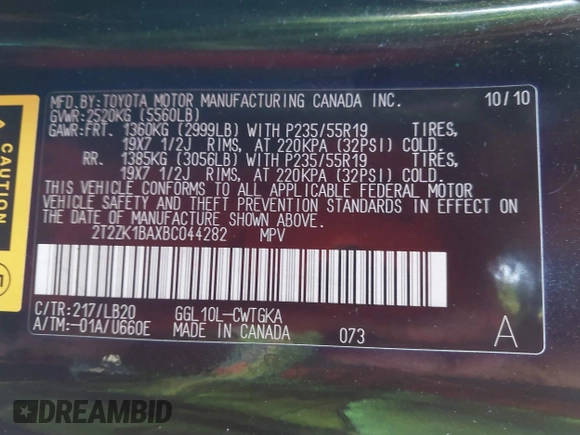 MFD.BY:TOYOTA MOTOR MANUFACTURING CANADA INC. 10/10
GVWR:2520KG (5560LB)
GAWR:FRT. 1360KG (2999LB) WITH P235/55R19 TIRES,
19X7 1/2J RIMS, AT 220KPA (32PSI) COLD.
RR. 1385KG (3056LB) WITH P235/55R19 TIRES,
19X7 1/2J RIMS, AT 220KPA (32PSI) COLD.
THIS VEHICLE CONFORMS TO ALL APPLICABLE FEDERAL MOTOR
VEHICLE SAFETY AND THEFT PREVENTION STANDARDS IN EFFECT ON
THE DATE OF MANUFACTURE SHOWN ABOVE.
2T2ZK1BAXBC044282 MPV
C/TR:217/LB20 GGL10L-CWTGKA
A/TM:-01A/U660E MADE IN CANADA 073 A
CAUTION
DREAMBID